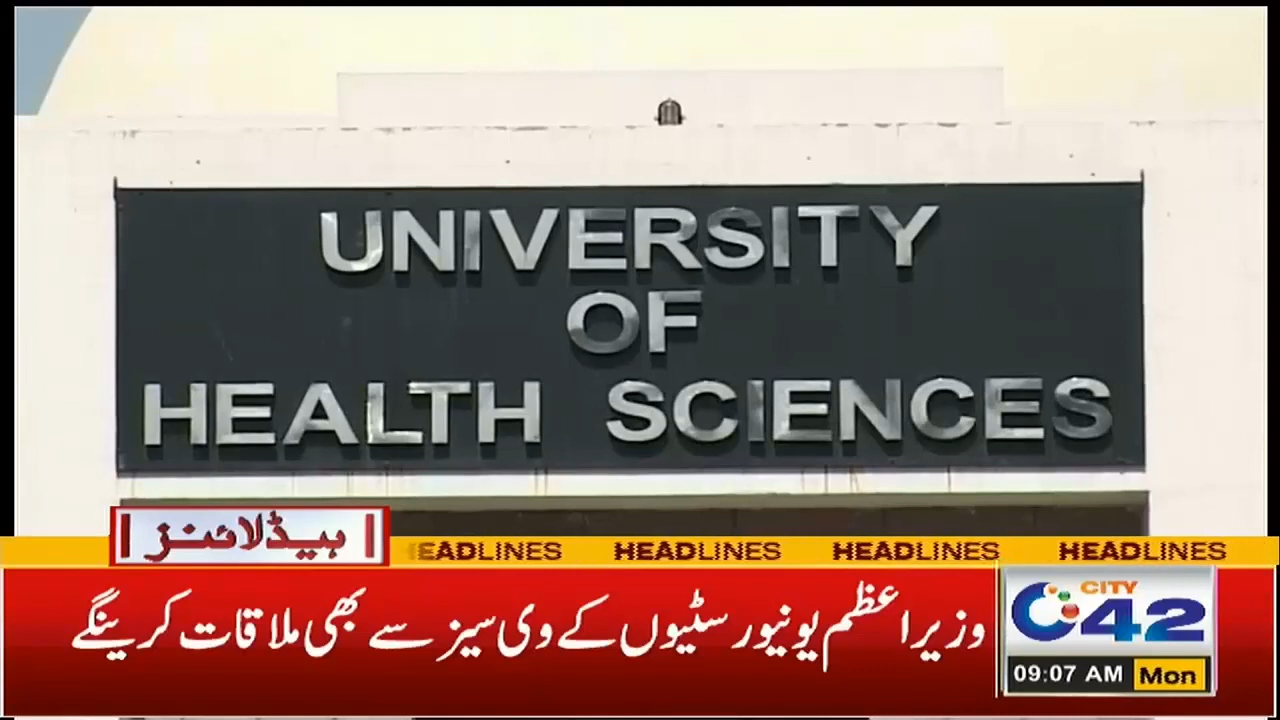 UNIVERSITY
OF
HEALTH SCIENCES
ہیڈلائنز
HEADLINES HEADLINES HEADLINES
وزیراعظم یونیورسٹیوں کے وی سیز سے بھی ملاقات کرینگے
CITY
42
09:07 AM Mon